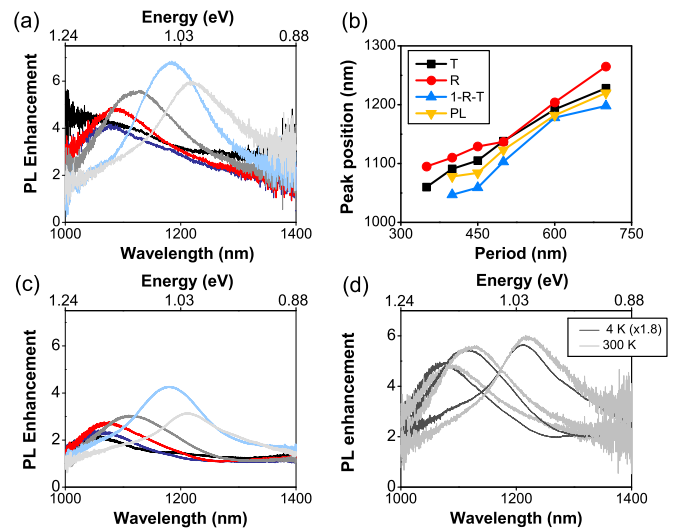 (a)
Energy (eV)
1.24 1.03 0.88
PL Enhancement
6
4
2
0
1000 1200 1400
Wavelength (nm)
(b)
Peak position (nm)
1300
1200
1100
1000
T
R
1-R-T
PL
300 450 600 750
Period (nm)
(c)
Energy (eV)
1.24 1.03 0.88
PL Enhancement
6
4
2
0
1000 1200 1400
Wavelength (nm)
(d)
Energy (eV)
1.24 1.03 0.88
PL enhancement
6
4
2
0
4 K (x1.8)
300 K
1000 1200 1400
Wavelength (nm)